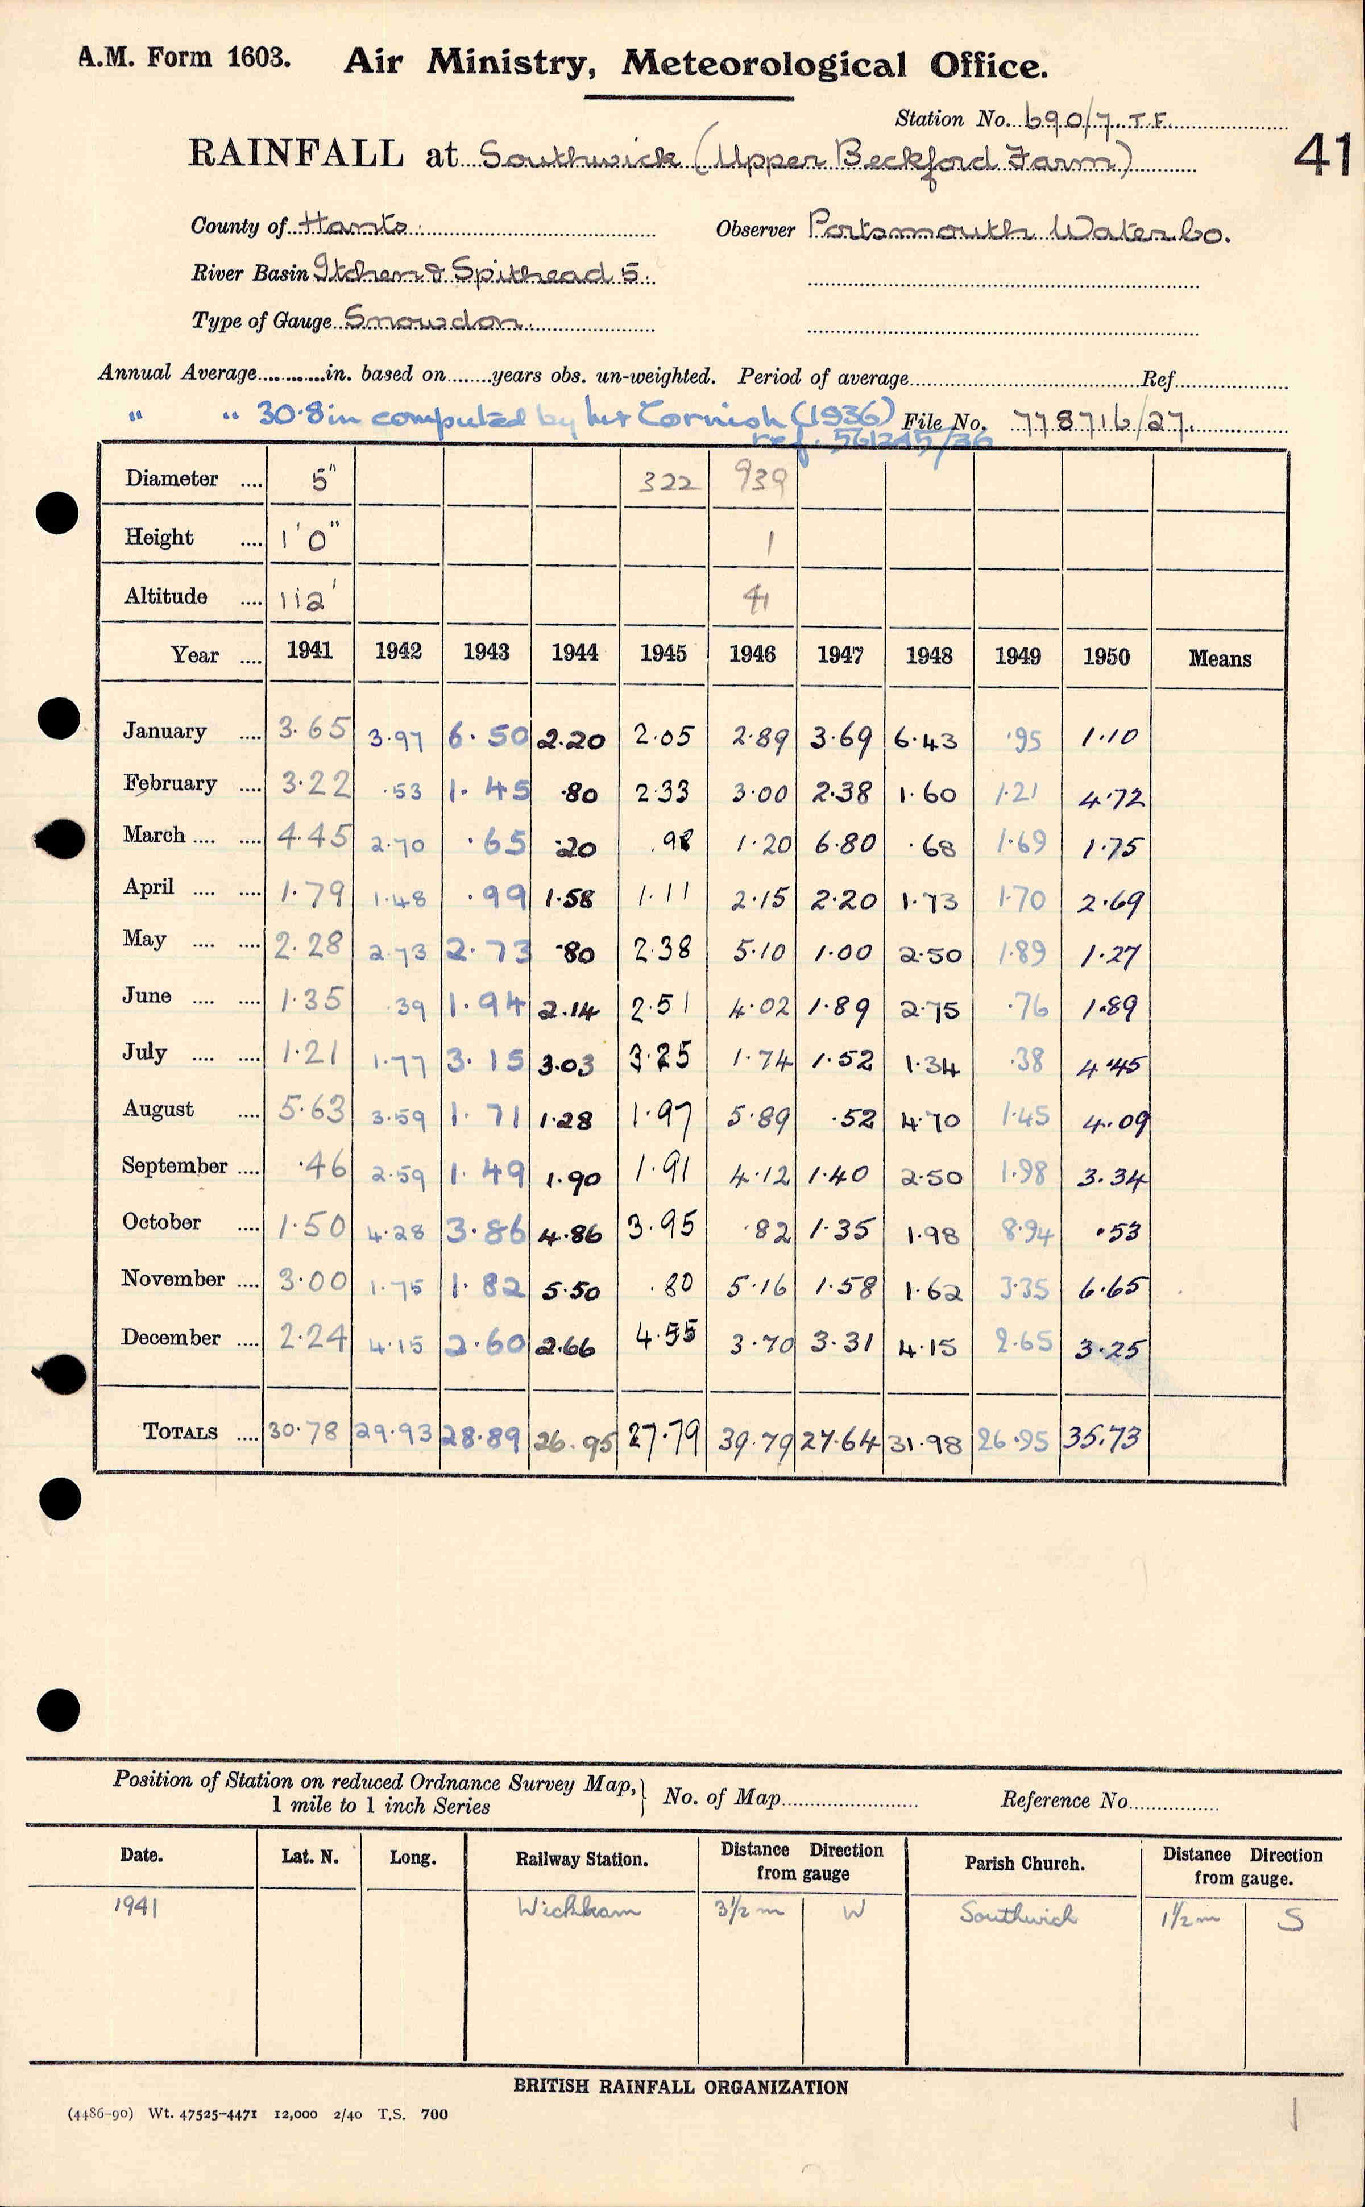 A.M. Form 1603. Air Ministry, Meteorological Office.
Station No. 690/7. T.F.
RAINFALL at Southwick (Upper Beckford Farm)
41
County of Hants. Observer Portsmouth Water Co.
River Basin Itchen & Spithead 5.
Type of Gauge Snowdon.
Annual Average............in. based on........years obs. un-weighted. Period of average........Ref........
" " 30.8 in computed by Mr Cornish (1936) File No. 778716/27.
ref. 561245/36
Diameter .... 5" 322 939
Height .... 1'0" 1
Altitude .... 112' 41
Year .... 1941 1942 1943 1944 1945 1946 1947 1948 1949 1950 Means
January .... 3.65 3.97 6.50 2.20 2.05 2.89 3.69 6.43 .95 1.10
February .... 3.22 .53 1.45 .80 2.33 3.00 2.38 1.60 1.21 4.72
March .... .... 4.45 2.70 .65 .20 .98 1.20 6.80 .68 1.69 1.75
April .... .... 1.79 1.48 .99 1.58 1.11 2.15 2.20 1.73 1.70 2.69
May .... .... 2.28 2.73 2.73 .80 2.38 5.10 1.00 2.50 1.89 1.27
June .... .... 1.35 .39 1.94 2.14 2.51 4.02 1.89 2.75 .76 1.89
July .... .... 1.21 1.77 3.15 3.03 3.25 1.74 1.52 1.34 .38 4.45
August .... 5.63 3.59 1.71 1.28 1.97 5.89 .52 4.70 1.45 4.09
September .... .46 2.59 1.49 1.90 1.91 4.12 1.40 2.50 1.98 3.34
October .... 1.50 4.28 3.86 4.86 3.95 .82 1.35 1.98 8.94 .53
November .... 3.00 1.75 1.82 5.50 .80 5.16 1.58 1.62 3.35 6.65
December .... 2.24 4.15 2.60 2.66 4.55 3.70 3.31 4.15 2.65 3.25
TOTALS .... 30.78 29.93 28.89 26.95 27.79 39.79 27.64 31.98 26.95 35.73
Position of Station on reduced Ordnance Survey Map, } No. of Map........ Reference No........
1 mile to 1 inch Series
Date. Lat. N. Long. Railway Station. Distance Direction from gauge Parish Church. Distance Direction from gauge.
1941 Wickham 3½ m W Southwick 1½ m S
BRITISH RAINFALL ORGANIZATION
(4486-90) Wt. 47525-4471 12,000 2/40 T.S. 700
1